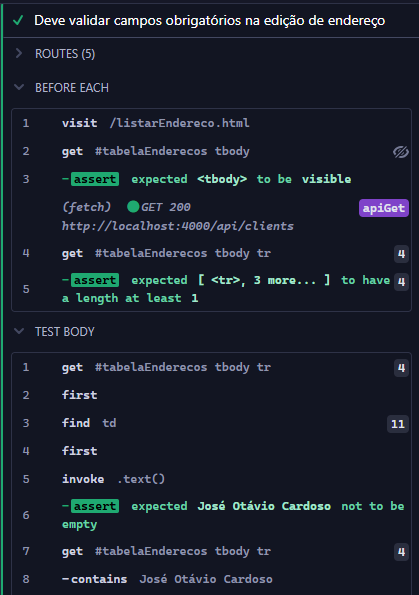 Deve validar campos obrigatórios na edição de endereço
ROUTES (5)
BEFORE EACH
1 visit /listarEndereco.html
2 get #tabelaEnderecos tbody
3 -assert expected <tbody> to be visible
(fetch) GET 200 apiGet
http://localhost:4000/api/clients
4 get #tabelaEnderecos tbody tr 4
5 -assert expected [ <tr>, 3 more... ] to have 4
a length at least 1
TEST BODY
1 get #tabelaEnderecos tbody tr 4
2 first
3 find td 11
4 first
5 invoke .text()
6 -assert expected José Otávio Cardoso not to be
empty
7 get #tabelaEnderecos tbody tr 4
8 -contains José Otávio Cardoso